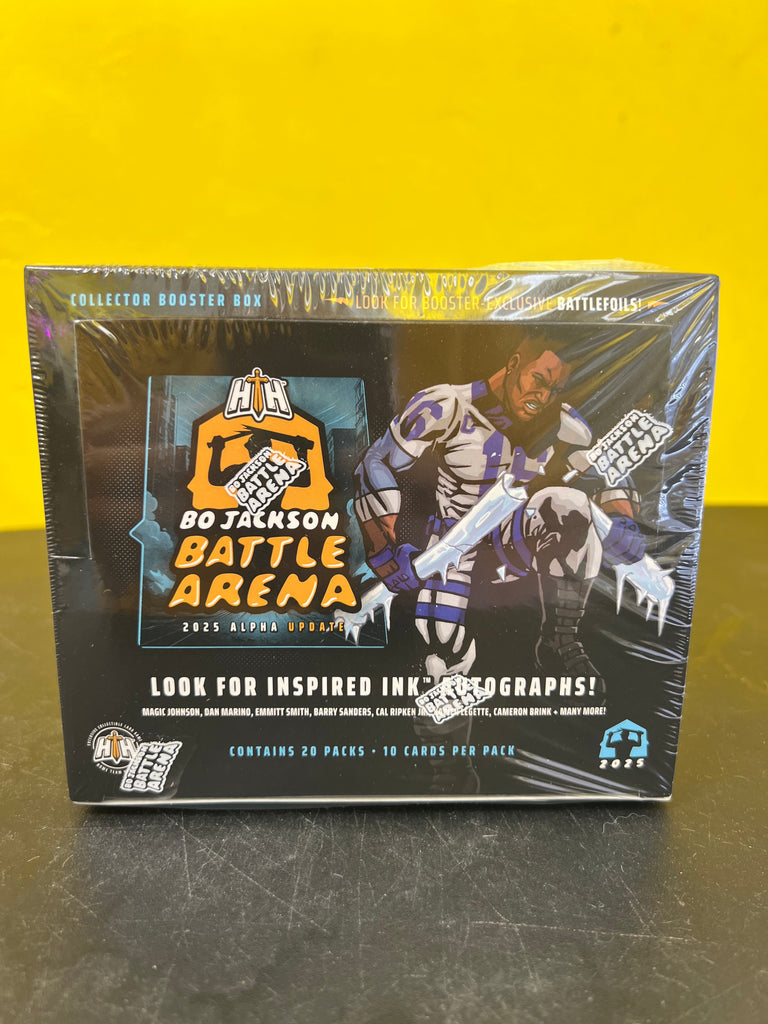 COLLECTOR BOOSTER BOX
LOOK FOR BOOSTER-EXCLUSIVE BATTLEFOILS!
HTH
BO JACKSON
BATTLE
ARENA
BO JACKSON
BATTLE
ARENA
BO JACKSON
BATTLE
ARENA
2025 ALPHA UPDATE
LOOK FOR INSPIRED INK™ AUTOGRAPHS!
BO JACKSON
BATTLE
ARENA
MAGIC JOHNSON, DAN MARINO, EMMITT SMITH, BARRY SANDERS, CAL RIPKEN LEGETTE, CAMERON BRINK + MANY MORE!
HTH
BO JACKSON
BATTLE
ARENA
CONTAINS 20 PACKS • 10 CARDS PER PACK
2025